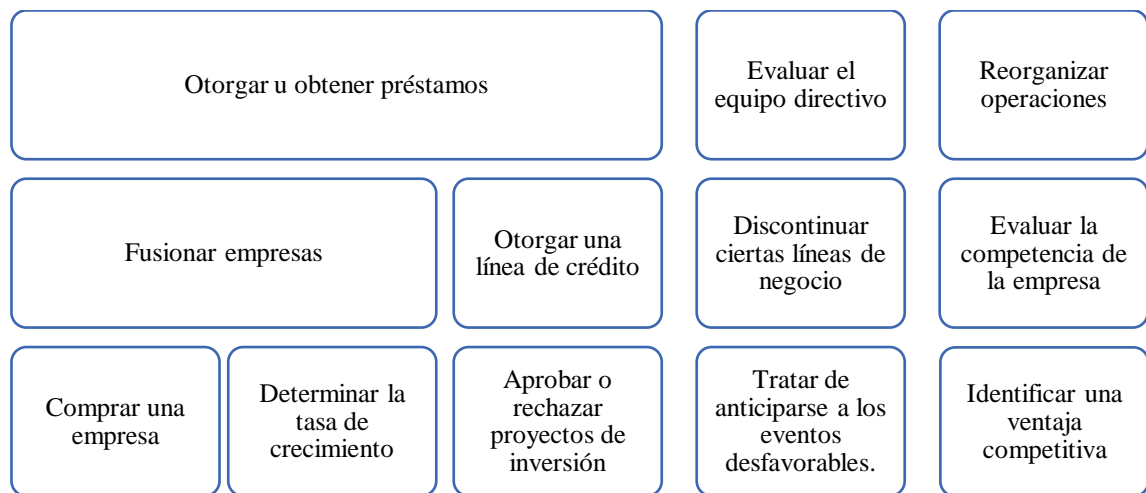 Otorgar u obtener préstamos
Evaluar el
equipo directivo
Reorganizar
operaciones
Fusionar empresas
Otorgar una
línea de crédito
Discontinuar
ciertas líneas de
negocio
Evaluar la
competencia de
la empresa
Comprar una
empresa
Determinar la
tasa de
crecimiento
Aprobar o
rechazar
proyectos de
inversión
Tratar de
anticiparse a los
eventos
desfavorables.
Identificar una
ventaja
competitiva